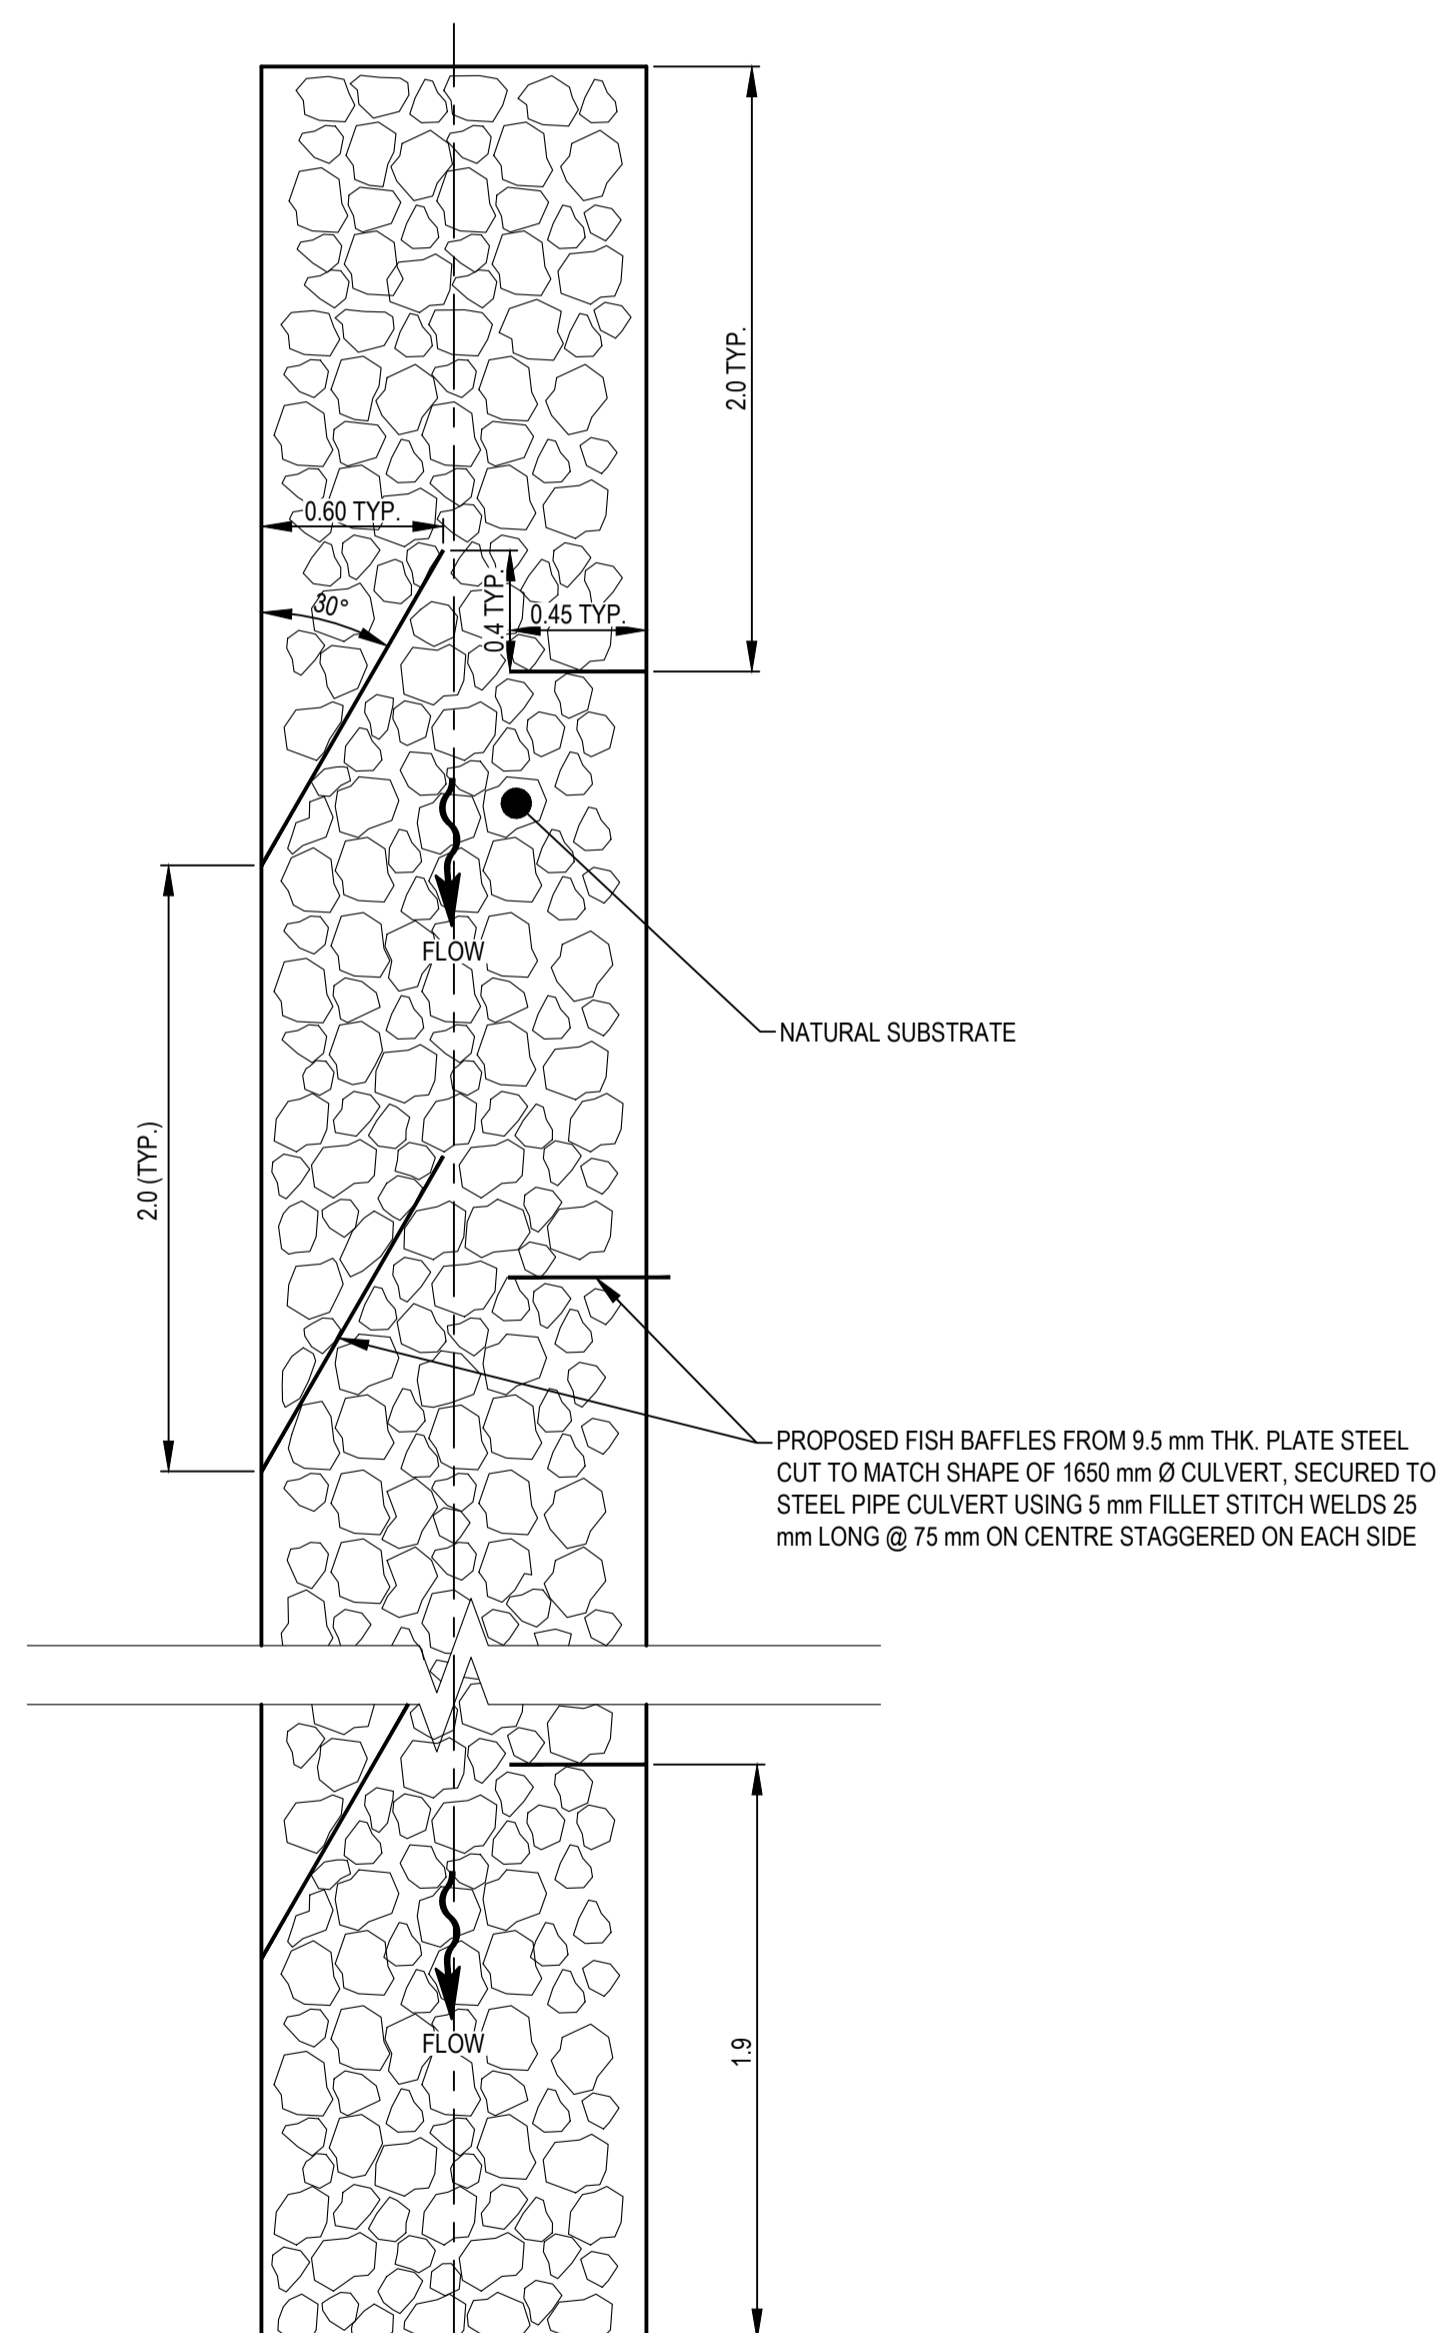 2.0 TYP.
0.60 TYP.
30°
0.4 TYP.
0.45 TYP.
FLOW
NATURAL SUBSTRATE
2.0 (TYP.)
PROPOSED FISH BAFFLES FROM 9.5 mm THK. PLATE STEEL
CUT TO MATCH SHAPE OF 1650 mm Ø CULVERT, SECURED TO
STEEL PIPE CULVERT USING 5 mm FILLET STITCH WELDS 25
mm LONG @ 75 mm ON CENTRE STAGGERED ON EACH SIDE
FLOW
1.9